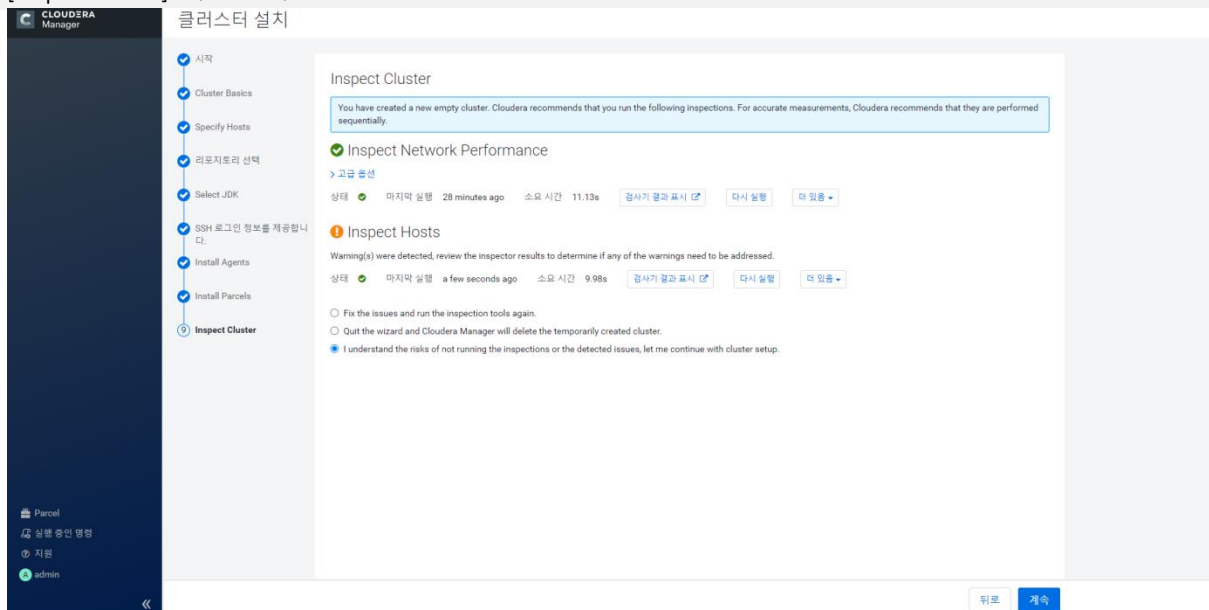 CLOUDERA
Manager
클러스터 설치
시작
Cluster Basics
Specify Hosts
리포지토리 선택
Select JDK
SSH 로그인 정보를 제공합니
다.
Install Agents
Install Parcels
9 Inspect Cluster
Inspect Cluster
You have created a new empty cluster. Cloudera recommends that you run the following inspections. For accurate measurements, Cloudera recommends that they are performed
sequentially.
Inspect Network Performance
고급 옵션
상태 마지막 실행 28 minutes ago 소요 시간 11.13s 검사기 결과 표시 다시 실행 더 있음
Inspect Hosts
Warning(s) were detected, review the inspector results to determine if any of the warnings need to be addressed.
상태 마지막 실행 a few seconds ago 소요 시간 9.98s 검사기 결과 표시 다시 실행 더 있음
Fix the issues and run the inspection tools again.
Quit the wizard and Cloudera Manager will delete the temporarily created cluster.
I understand the risks of not running the inspections or the detected issues, let me continue with cluster setup.
Parcel
실행 중인 명령
지원
A admin
뒤로 계속